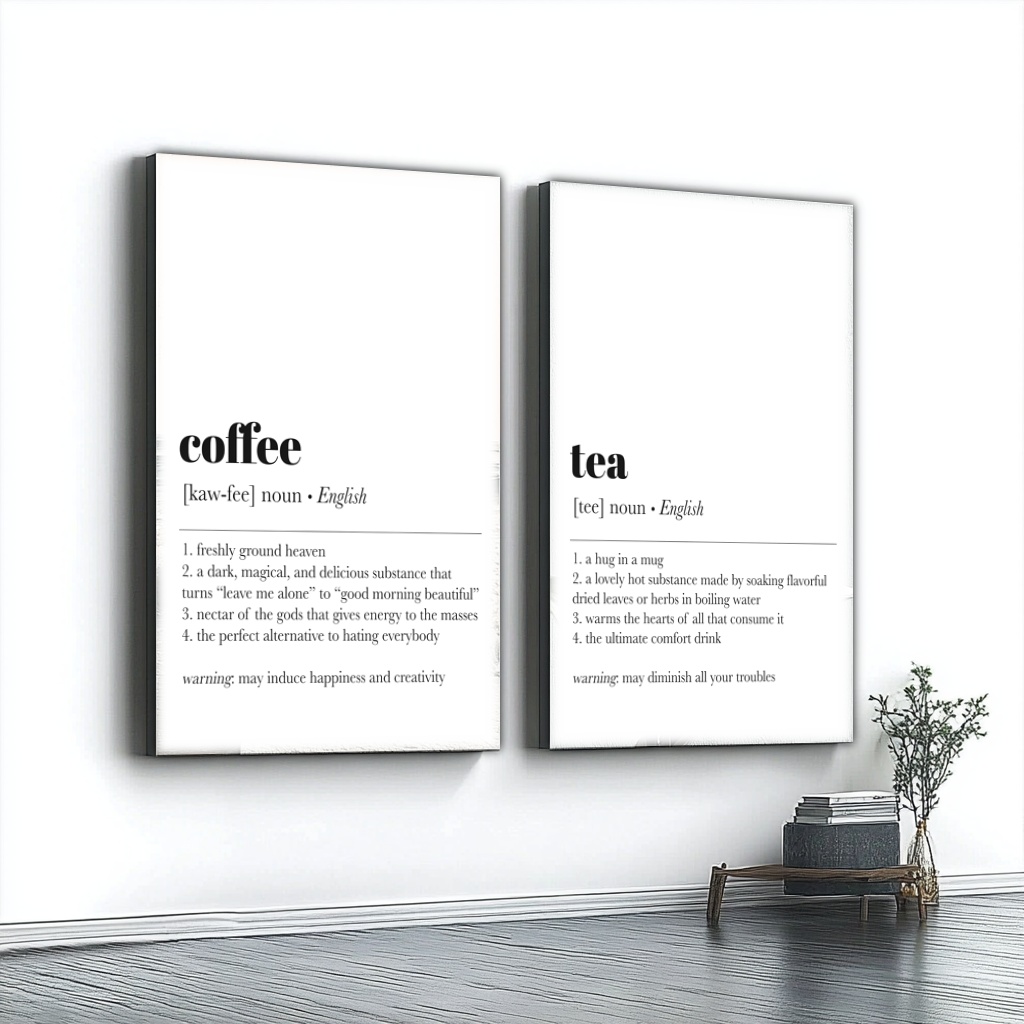 coffee
[kaw-fee] noun • English
1. freshly ground heaven
2. a dark, magical, and delicious substance that
turns “leave me alone” to “good morning beautiful”
3. nectar of the gods that gives energy to the masses
4. the perfect alternative to hating everybody
warning: may induce happiness and creativity
tea
[tee] noun • English
1. a hug in a mug
2. a lovely hot substance made by soaking flavorful
dried leaves or herbs in boiling water
3. warms the hearts of all that consume it
4. the ultimate comfort drink
warning: may diminish all your troubles